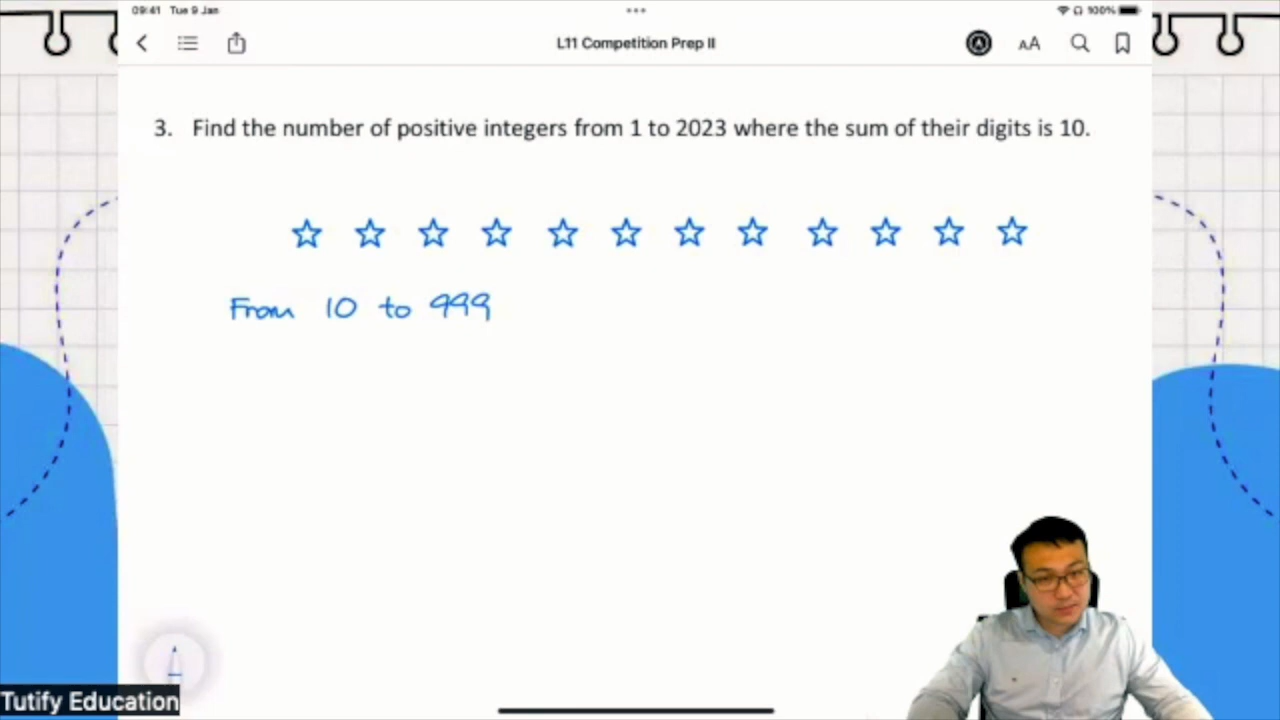 09:41 Tue 9 Jan
100%
L11 Competition Prep II
AA
3. Find the number of positive integers from 1 to 2023 where the sum of their digits is 10.
From 10 to 999
Tutify Education